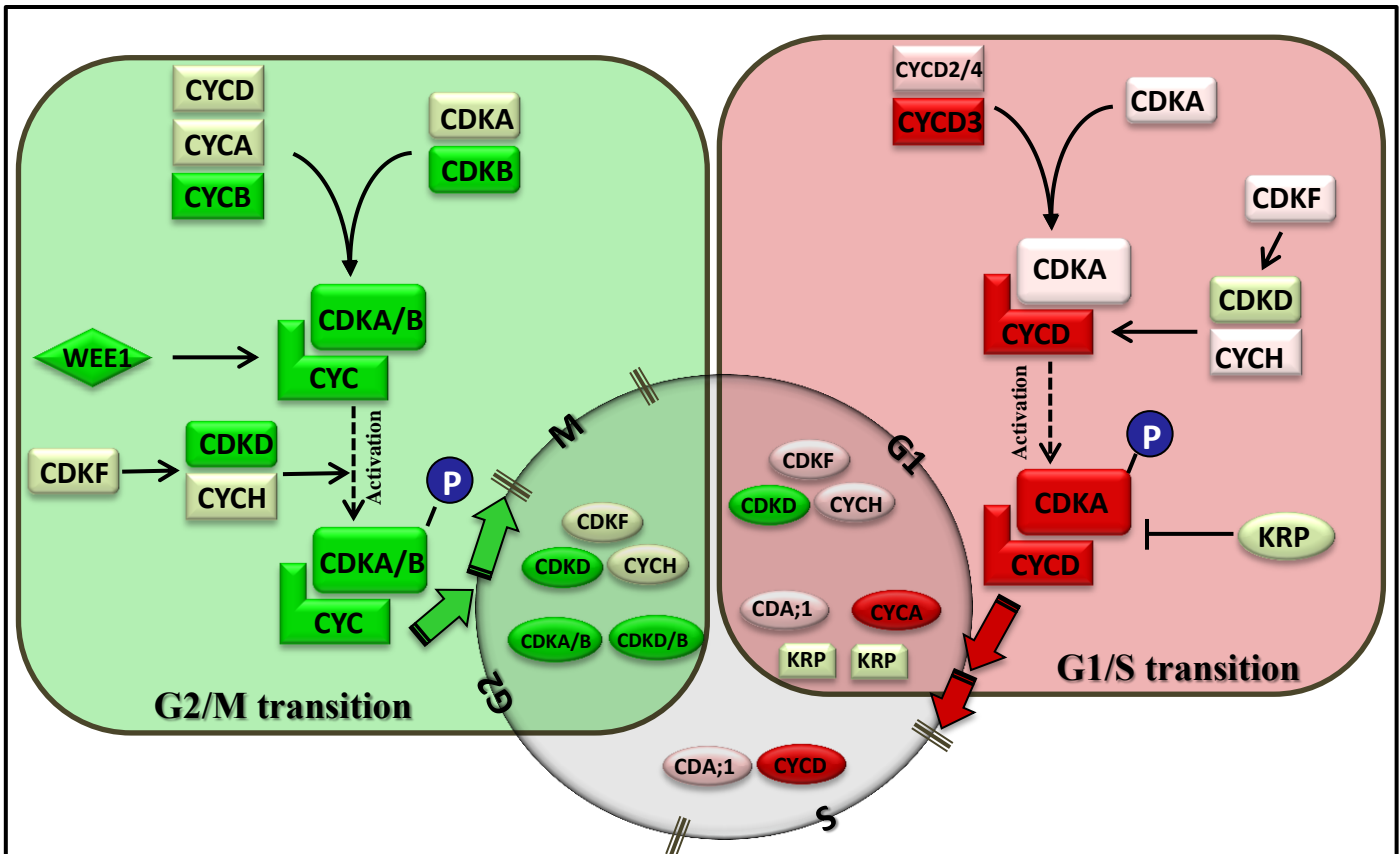 CYCD
CYCA
CYCB
CDKA
CDKB
CDKA/B
CYC
WEE1
Activation
CDKF
CDKD
CYCH
P
CDKA/B
CYC
G2/M transition
CYCD2/4
CYCD3
CDKA
CDKF
CDKA
CYCD
CDKD
CYCH
Activation
P
CDKA
CYCD
KRP
G1/S transition
M
G1
G2
S
CDKF
CDKD
CYCH
CDKA/B
CDKD/B
CDKF
CDKD
CYCH
CDA;1
CYCA
KRP
KRP
CDA;1
CYCD